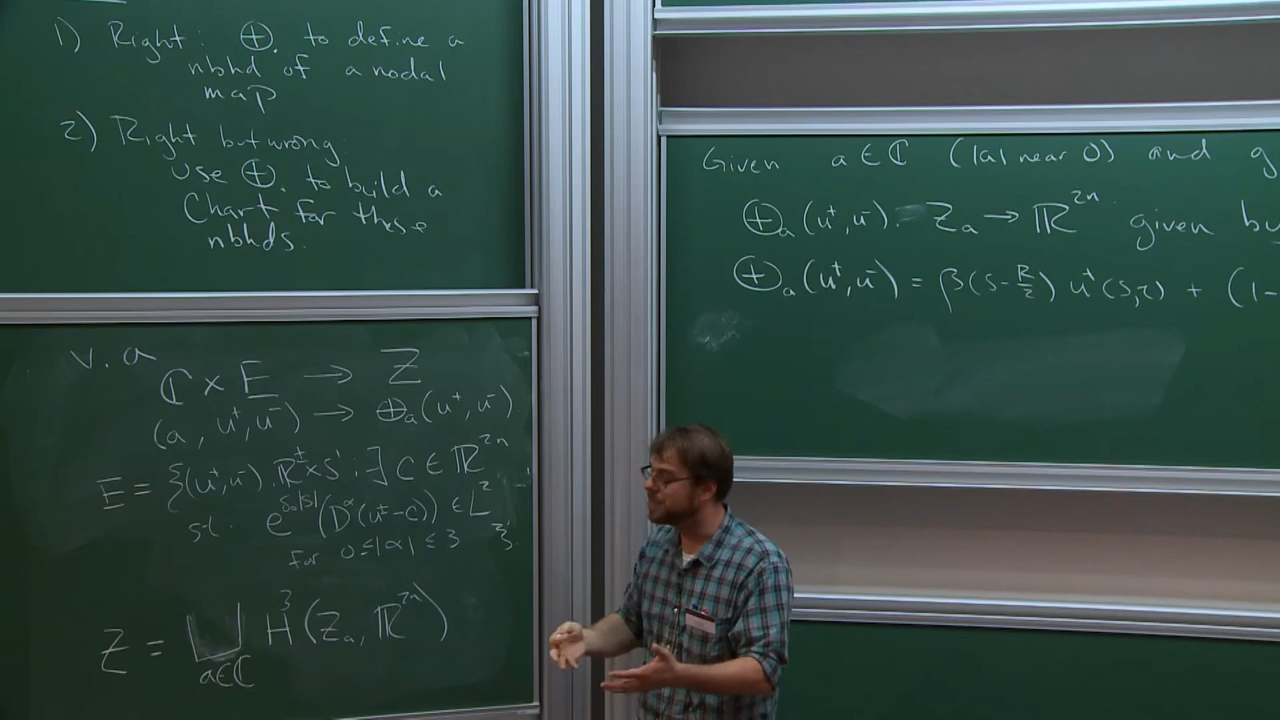 1) Right: ⊕. to define a
nbhd of a nodal
map
2) Right but wrong:
use ⊕. to build a
Chart for these
nbhds.
v. a
ℂ × E → Z
(a, u⁺, u⁻) → ⊕ₐ(u⁺, u⁻)
E = {(u⁺, u⁻): ℝ^± × S¹ : ∃ C ∈ ℝ²ⁿ
st. e^{δ₀|s|}(D^α(u^± - c)) ∈ L²
for 0 ≤ |α| ≤ 3 }
Z = ⊔_{a∈ℂ} H³(Zₐ, ℝ²ⁿ)
Given a ∈ ℂ (|a| near 0) and
⊕ₐ(u⁺, u⁻): Zₐ → ℝ²ⁿ given by
⊕ₐ(u⁺, u⁻) = β(s - R/2) u⁺(s, τ) + (1-